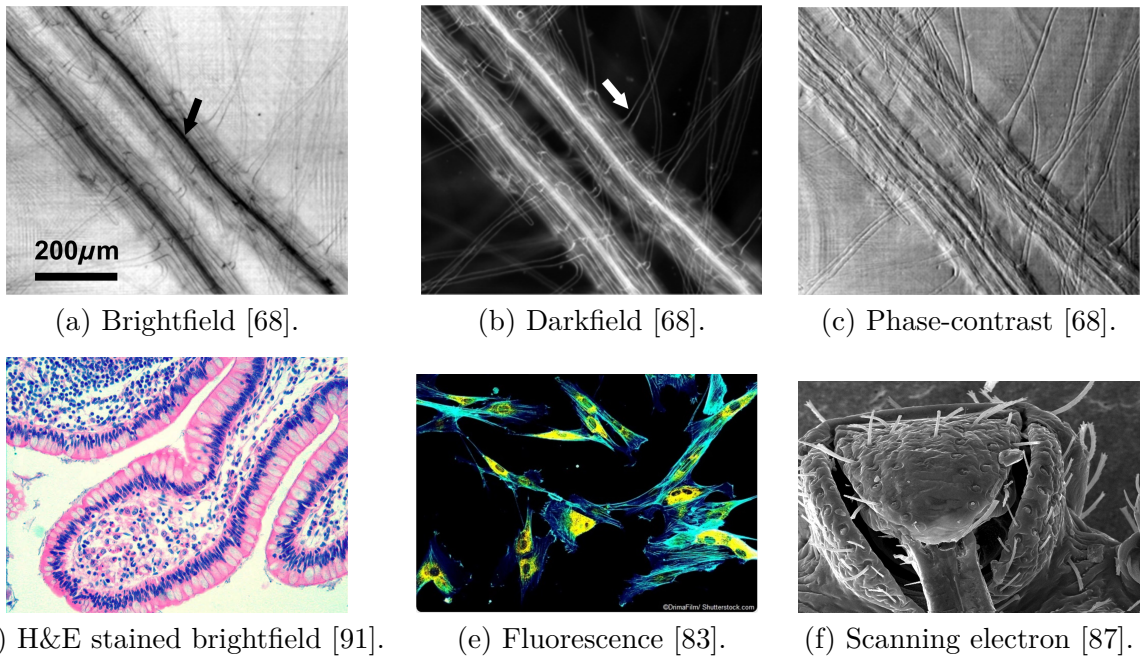 200μm
(a) Brightfield [68].
(b) Darkfield [68].
(c) Phase-contrast [68].
©DrimaFilm/ Shutterstock.com
) H&E stained brightfield [91].
(e) Fluorescence [83].
(f) Scanning electron [87].